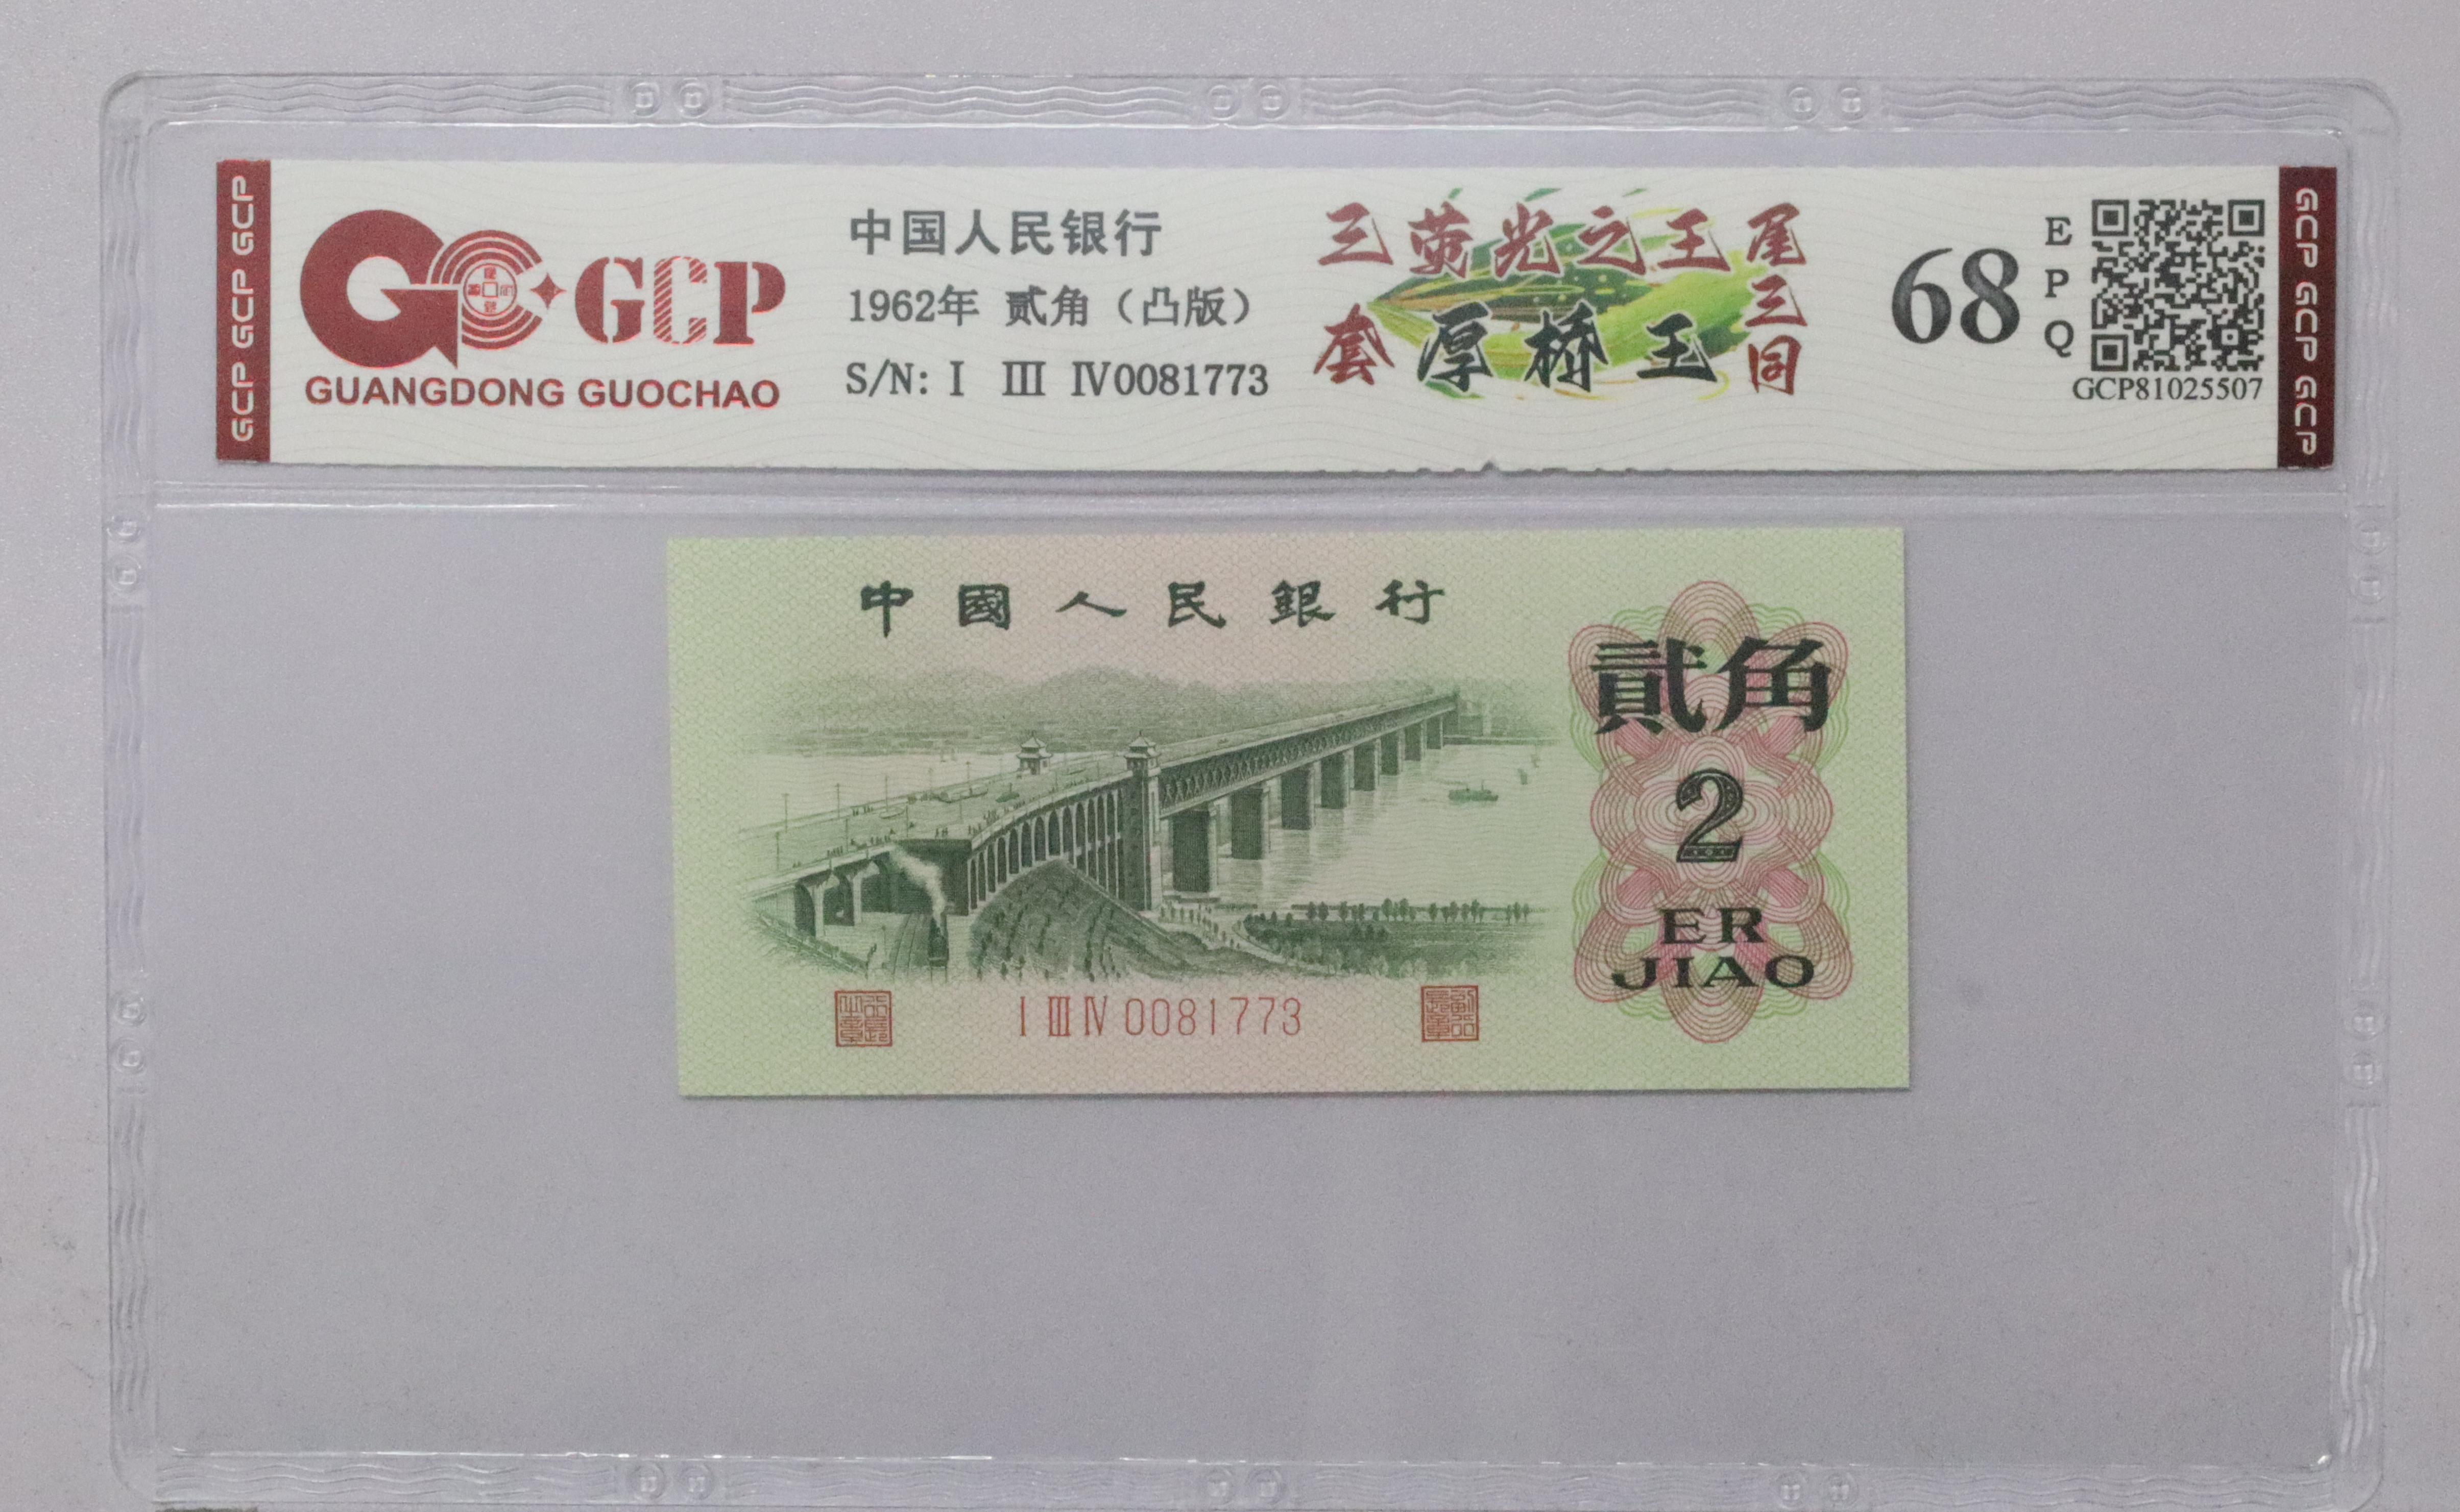 GCP GCP GCP
GCP
GUANGDONG GUOCHAO
中国人民银行
1962年 贰角（凸版）
S/N: I III IV0081773
三萤光之王
套厚桥王
尾三同
68
EPQ
GCP81025507
GCP GCP GCP
中國人民銀行
貳角
2
ER
JIAO
I III IV 0081773